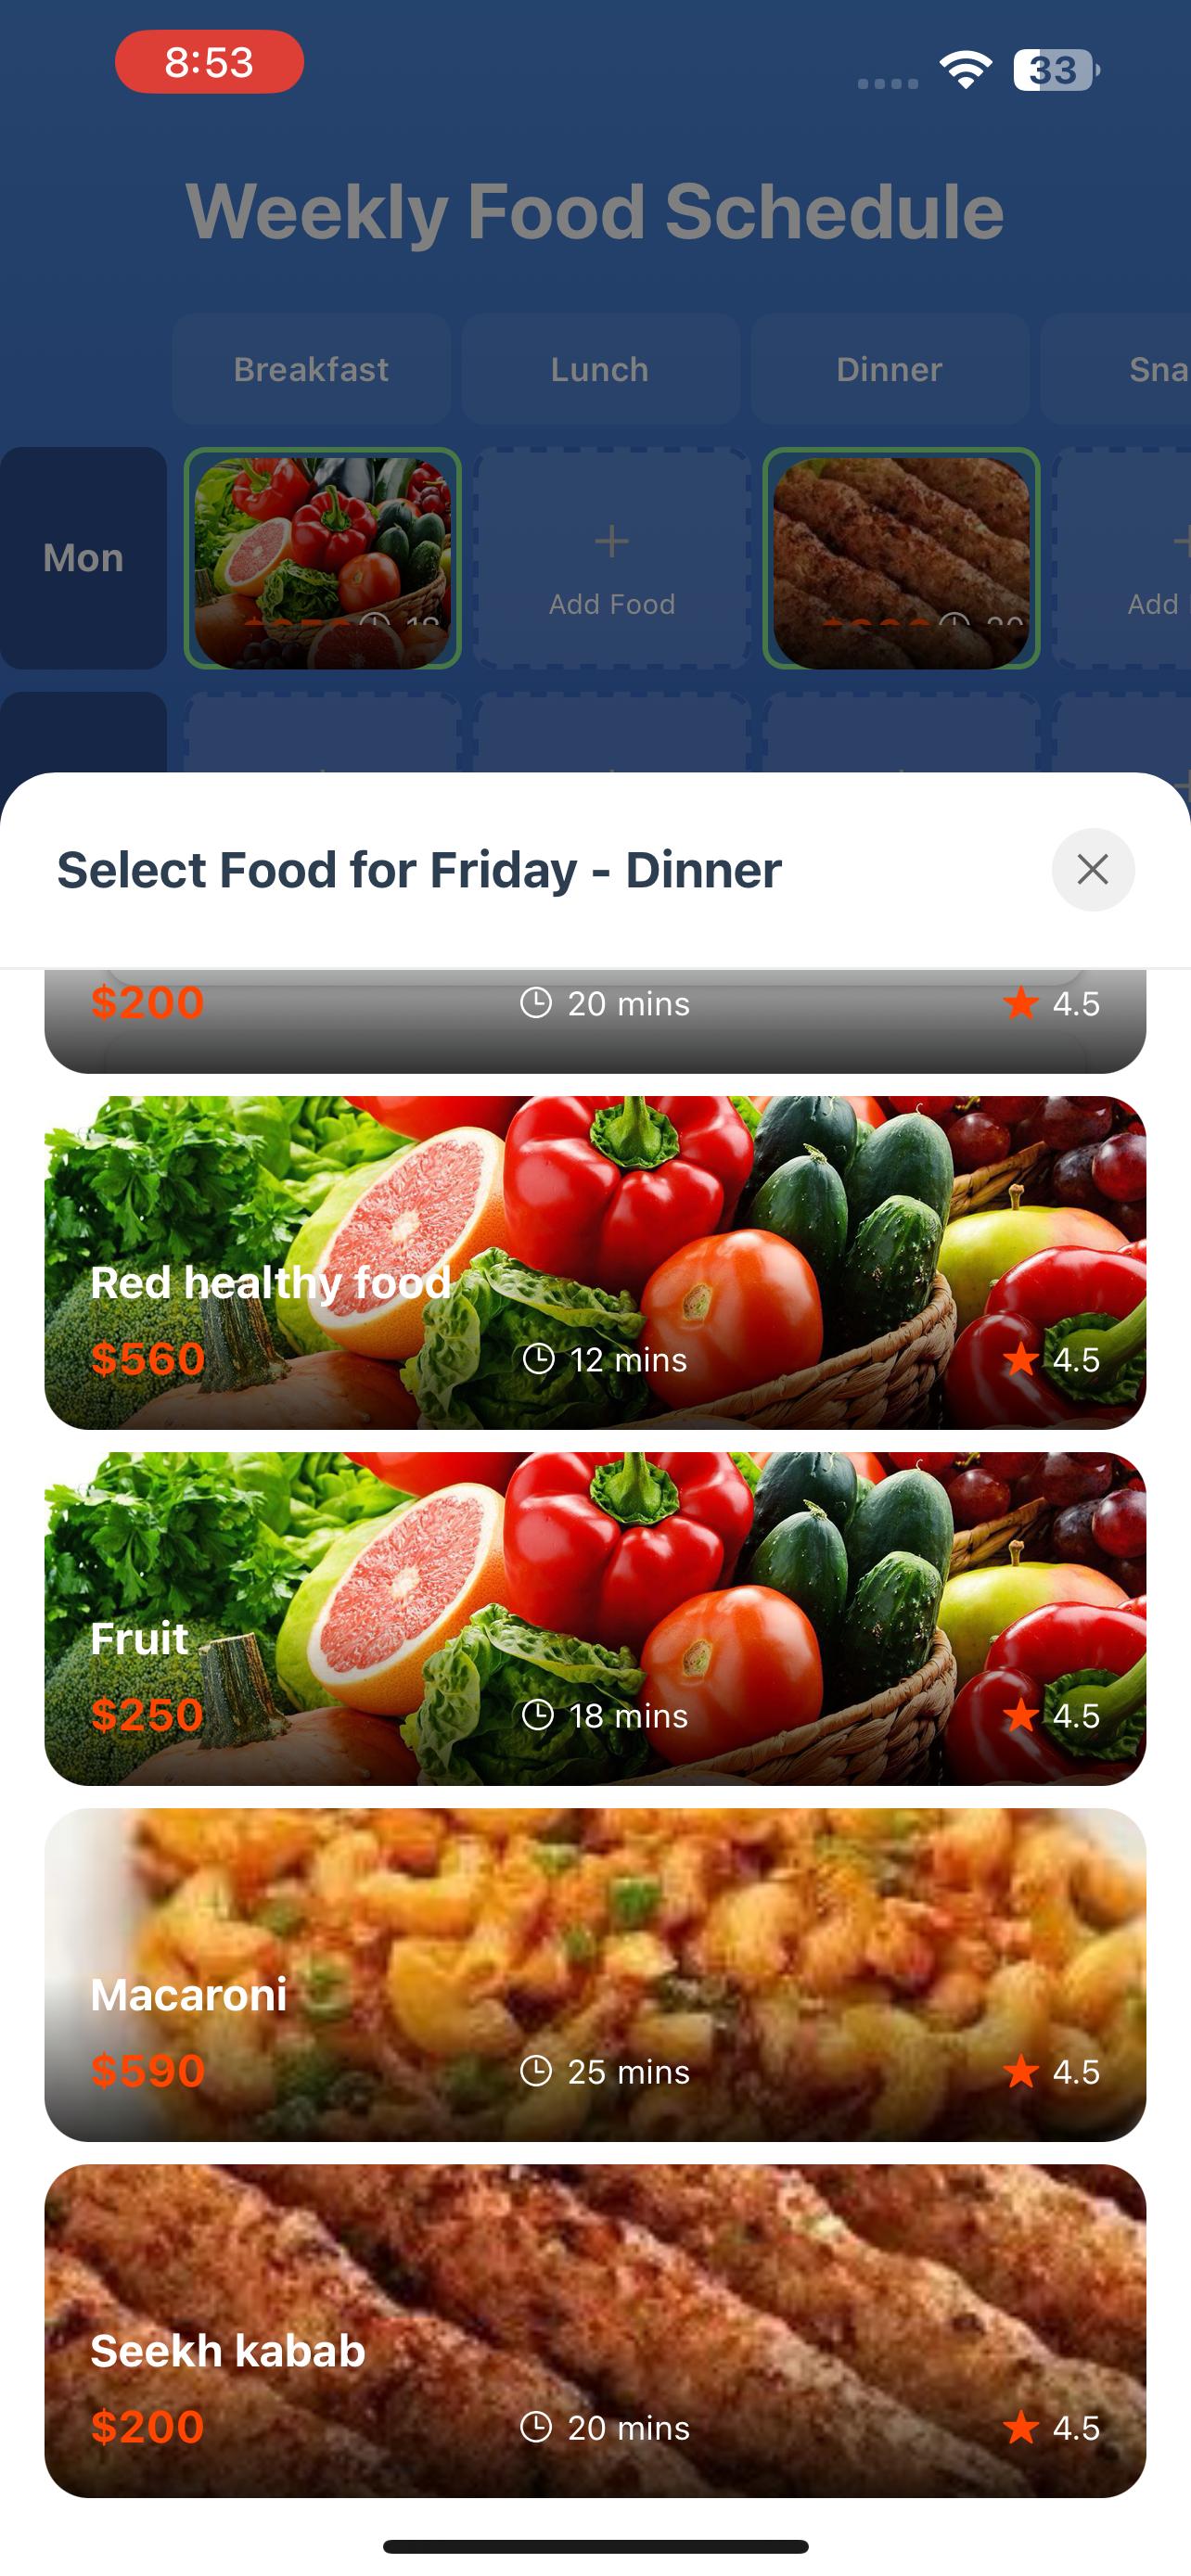 8:53
33
Weekly Food Schedule
Breakfast Lunch Dinner Sna
Mon
Add Food
Add
Select Food for Friday - Dinner
$200 20 mins 4.5
Red healthy food
$560 12 mins 4.5
Fruit
$250 18 mins 4.5
Macaroni
$590 25 mins 4.5
Seekh kabab
$200 20 mins 4.5